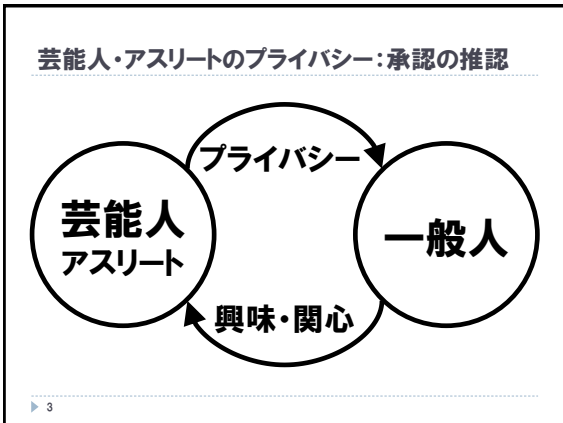 芸能人・アスリートのプライバシー：承認の推認
プライバシー
芸能人
アスリート
一般人
興味・関心
3